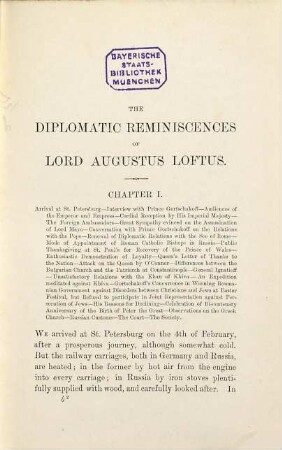 BAYERISCHE
STAATS-
BIBLIOTHEK
MUENCHEN
THE
DIPLOMATIC REMINISCENCES
OF
LORD AUGUSTUS LOFTUS.
CHAPTER I.
Arrival at St. Petersburg—Interview with Prince Gortschakoff—Audiences of
the Emperor and Empress—Cordial Reception by His Imperial Majesty—
The Foreign Ambassadors—Great Sympathy evinced on the Assassination
of Lord Mayo—Conversation with Prince Gortschakoff on the Relations
with the Pope—Renewal of Diplomatic Relations with the See of Rome—
Mode of Appointment of Roman Catholic Bishops in Russia—Public
Thanksgiving at St. Paul's for Recovery of the Prince of Wales—
Enthusiastic Demonstration of Loyalty—Queen's Letter of Thanks to
the Nation—Attack on the Queen by O'Connor—Differences between the
Bulgarian Church and the Patriarch at Constantinople—General Ignatieff
—Unsatisfactory Relations with the Khan of Khiva—An Expedition
meditated against Khiva—Gortschakoff's Concurrence in Warning Roumanian
Government against Disorders between Christians and Jews at Easter
Festival, but Refused to participate in Joint Representation against Persecution
of Jews—His Reasons for Declining—Celebration of Bicentenary
Anniversary of the Birth of Peter the Great—Observations on the Greek
Church—Russian Customs—The Court—The Society.
WE arrived at St. Petersburg on the 4th of February,
after a prosperous journey, although somewhat cold.
But the railway carriages, both in Germany and Russia,
are heated; in the former by hot air from the engine
into every carriage; in Russia by iron stoves plentifully
supplied with wood, and carefully looked after. In